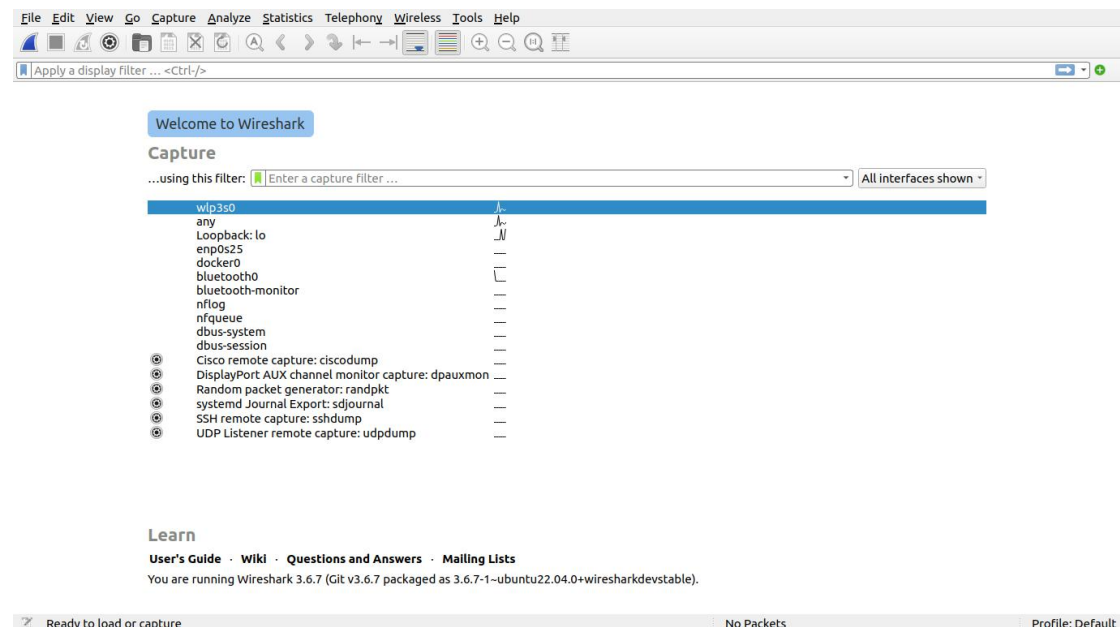 File Edit View Go Capture Analyze Statistics Telephony Wireless Tools Help
Apply a display filter … <Ctrl-/>
Welcome to Wireshark
Capture
…using this filter: Enter a capture filter … All interfaces shown
wlp3s0
any
Loopback: lo
enp0s25
docker0
bluetooth0
bluetooth-monitor
nflog
nfqueue
dbus-system
dbus-session
Cisco remote capture: ciscodump
DisplayPort AUX channel monitor capture: dpauxmon
Random packet generator: randpkt
systemd Journal Export: sdjournal
SSH remote capture: sshdump
UDP Listener remote capture: udpdump
Learn
User's Guide · Wiki · Questions and Answers · Mailing Lists
You are running Wireshark 3.6.7 (Git v3.6.7 packaged as 3.6.7-1~ubuntu22.04.0+wiresharkdevstable).
Ready to load or capture No Packets Profile: Default